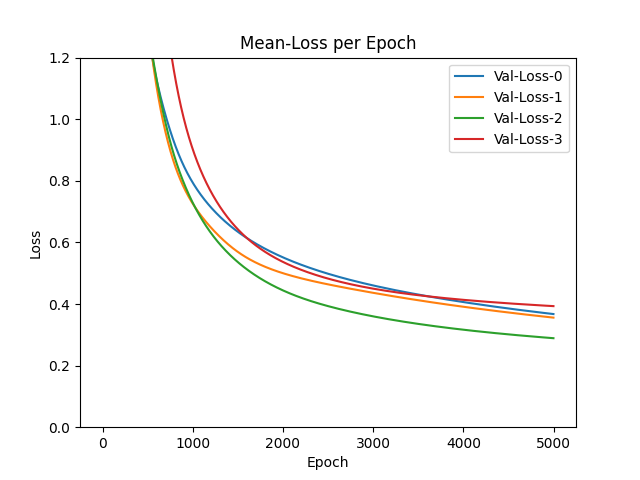 Mean-Loss per Epoch
Val-Loss-0
Val-Loss-1
Val-Loss-2
Val-Loss-3
Loss
1.2
1.0
0.8
0.6
0.4
0.2
0.0
0 1000 2000 3000 4000 5000
Epoch